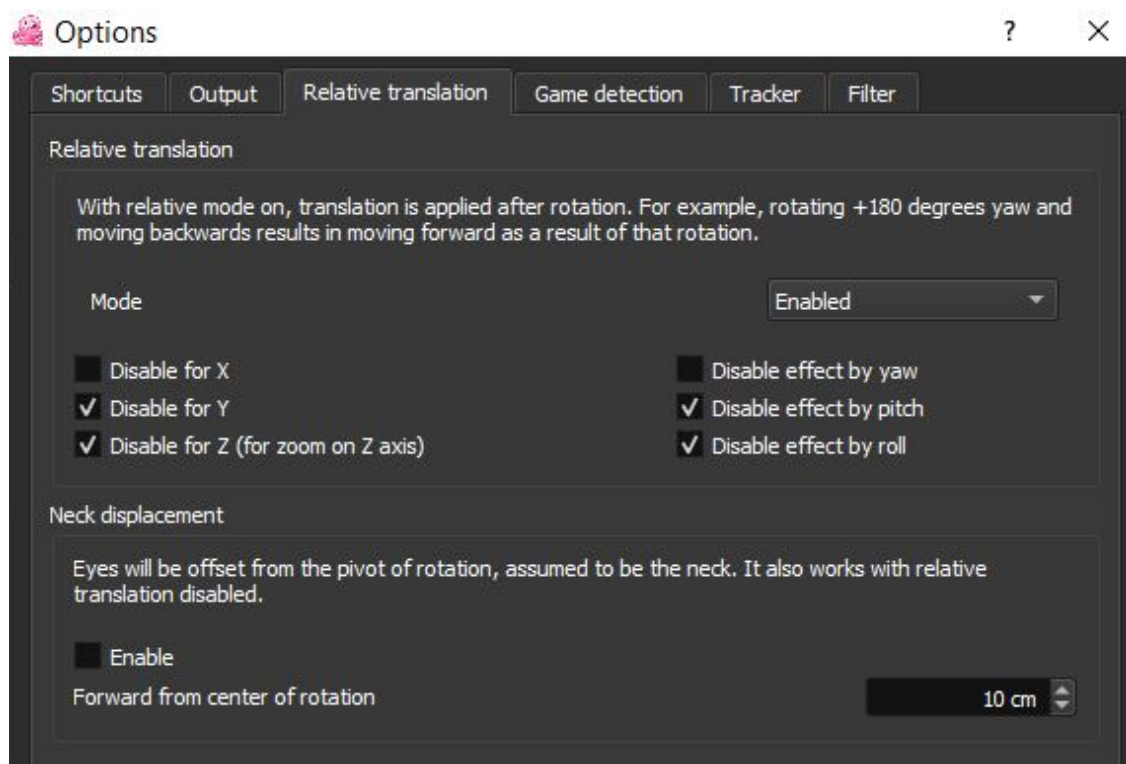 Options
?
Shortcuts Output Relative translation Game detection Tracker Filter
Relative translation
With relative mode on, translation is applied after rotation. For example, rotating +180 degrees yaw and
moving backwards results in moving forward as a result of that rotation.
Mode Enabled
Disable for X Disable effect by yaw
Disable for Y Disable effect by pitch
Disable for Z (for zoom on Z axis) Disable effect by roll
Neck displacement
Eyes will be offset from the pivot of rotation, assumed to be the neck. It also works with relative
translation disabled.
Enable
Forward from center of rotation 10 cm